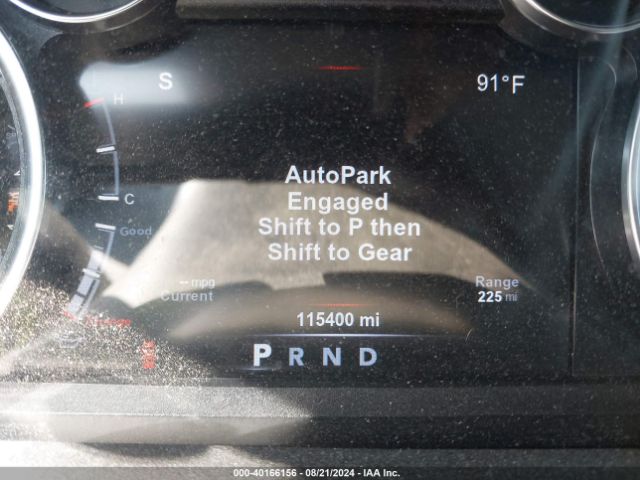 S
91°F
H
C
AutoPark
Engaged
Shift to P then
Shift to Gear
Good
-- mpg
Current
Range
225 mi
115400 mi
P R N D
000-40166156 - 08/21/2024 - IAA Inc.